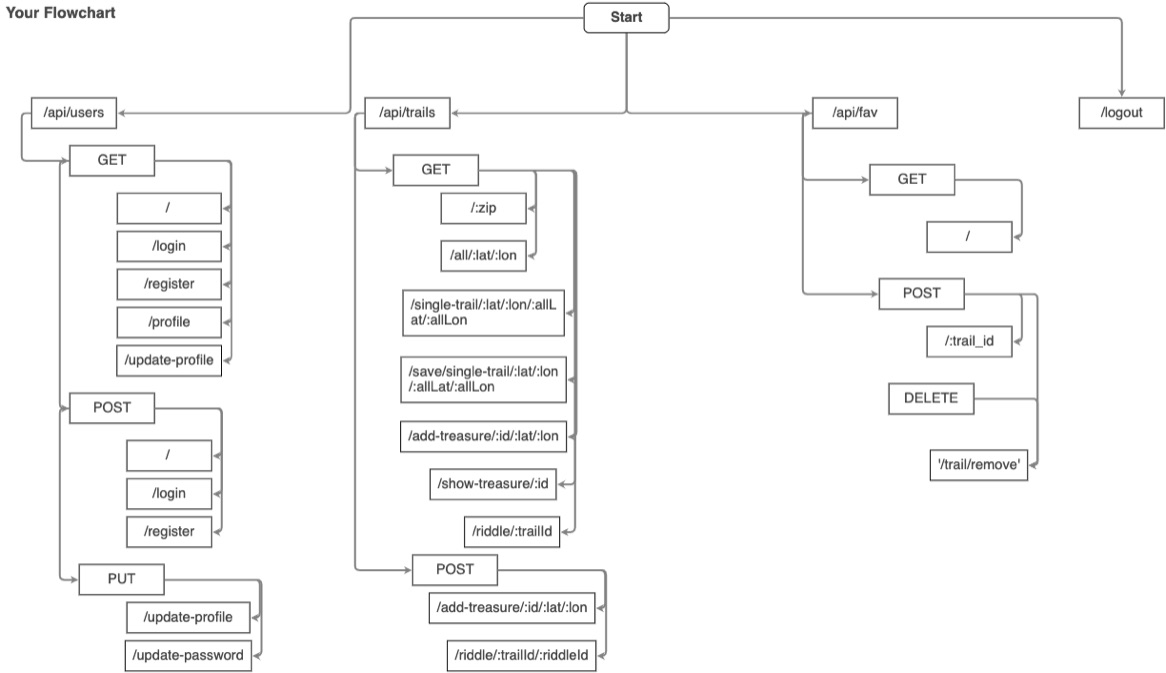 Your Flowchart
Start
/api/users
/api/trails
/api/fav
/logout
GET
/
/login
/register
/profile
/update-profile
POST
/
/login
/register
PUT
/update-profile
/update-password
GET
/:zip
/all/:lat/:lon
/single-trail/:lat/:lon/:allL
at/:allLon
/save/single-trail/:lat/:lon
/:allLat/:allLon
/add-treasure/:id/:lat/:lon
/show-treasure/:id
/riddle/:trailId
POST
/add-treasure/:id/:lat/:lon
/riddle/:trailId/:riddleId
GET
/
POST
/:trail_id
DELETE
'/trail/remove'